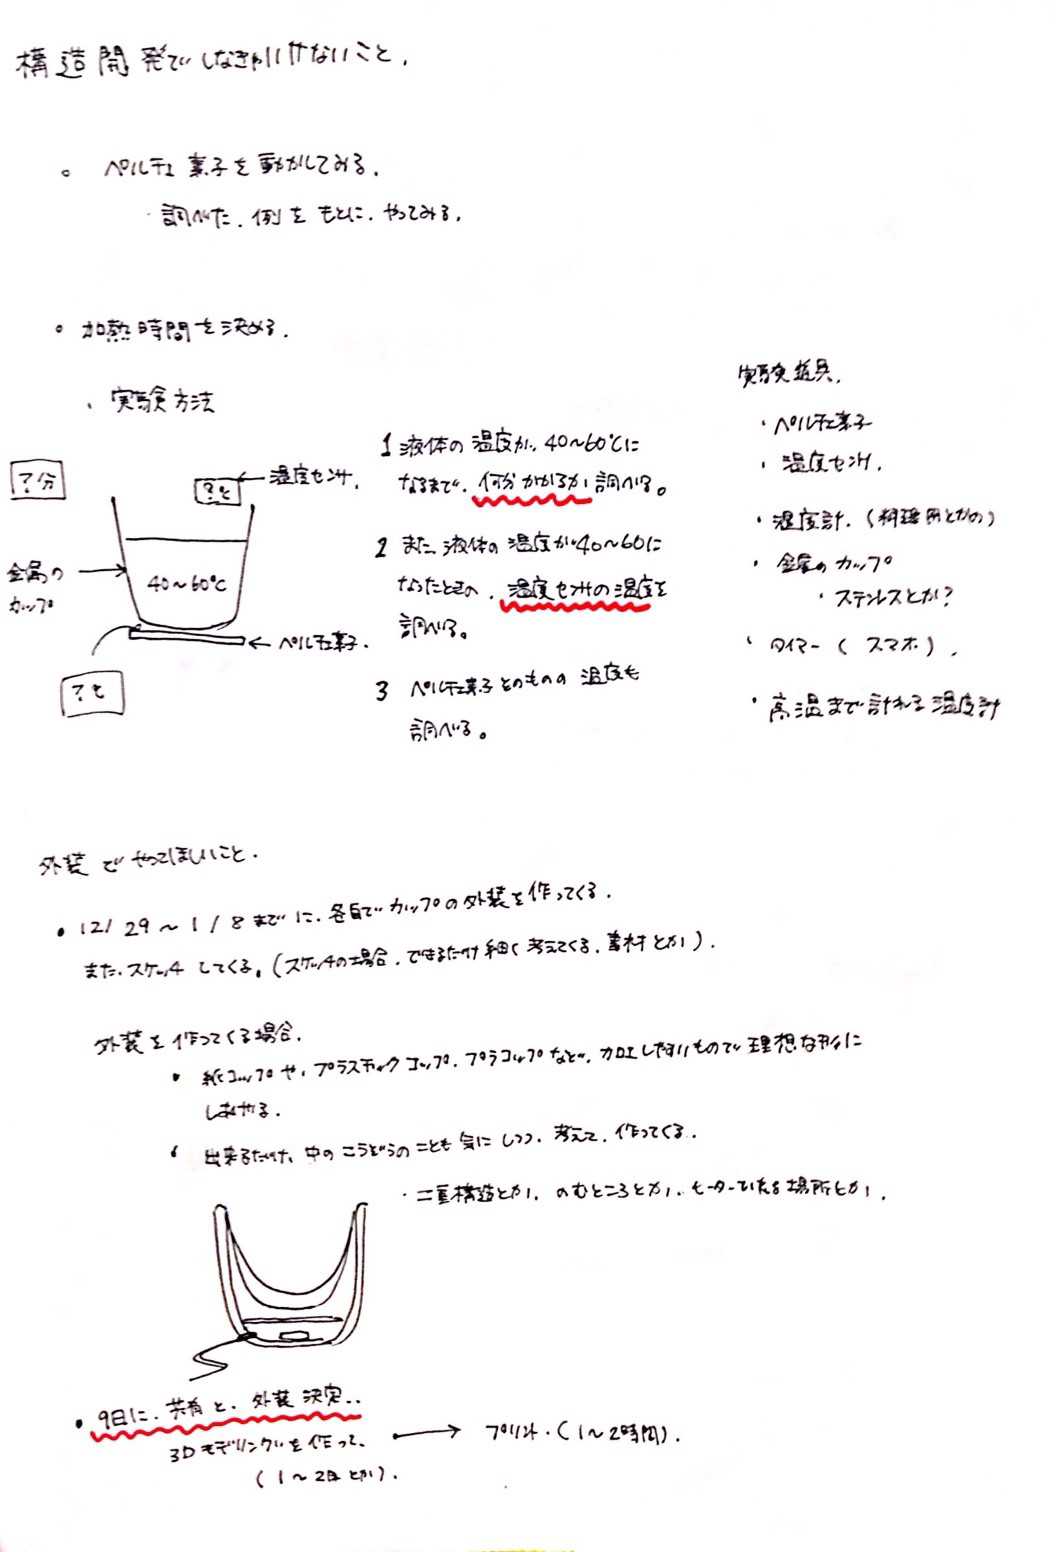 構造開発でしなきゃいけないこと.
。 ペルチェ素子を動かしてみる.
・調べた.例をもとに.やってみる.
。加熱時間を決める.
・実験方法
?分
?℃
温度センサ.
金属の
カップ
40~60℃
ペルチェ素子.
?℃
1 液体の温度が、40~60℃に
なるまで、何分かかるか調べる。
2 また、液体の温度が40~60に
なったときの、温度センサの温度を
調べる。
3 ペルチェ素子そのものの温度も
調べる。
実験道具.
・ペルチェ素子
・温度センサ.
・温度計.(料理用とかの)
・金属のカップ
・ステンレスとか?
・タイマー(スマホ).
・高温まで計れる温度計
外装でやってほしいこと.
・12/29~1/8までに.各自でカップの外装を作ってくる.
また.スケッチしてくる。(スケッチの場合.できるだけ細く考えてくる.素材とか).
外装を作ってくる場合.
・紙コップや、プラスチックコップ.プラコップなど、加工しやすいもので理想な形に
しあげる.
・出来るだけ、中のこうぞうのことも気にしつつ.考えて.作ってくる.
・二重構造とか、のむところとか、ヒーターいれる場所とか.
・9日に.共有と.外装決定..
3Dモデリングを作って、
(1~2日とか).
プリント.(1~2時間).